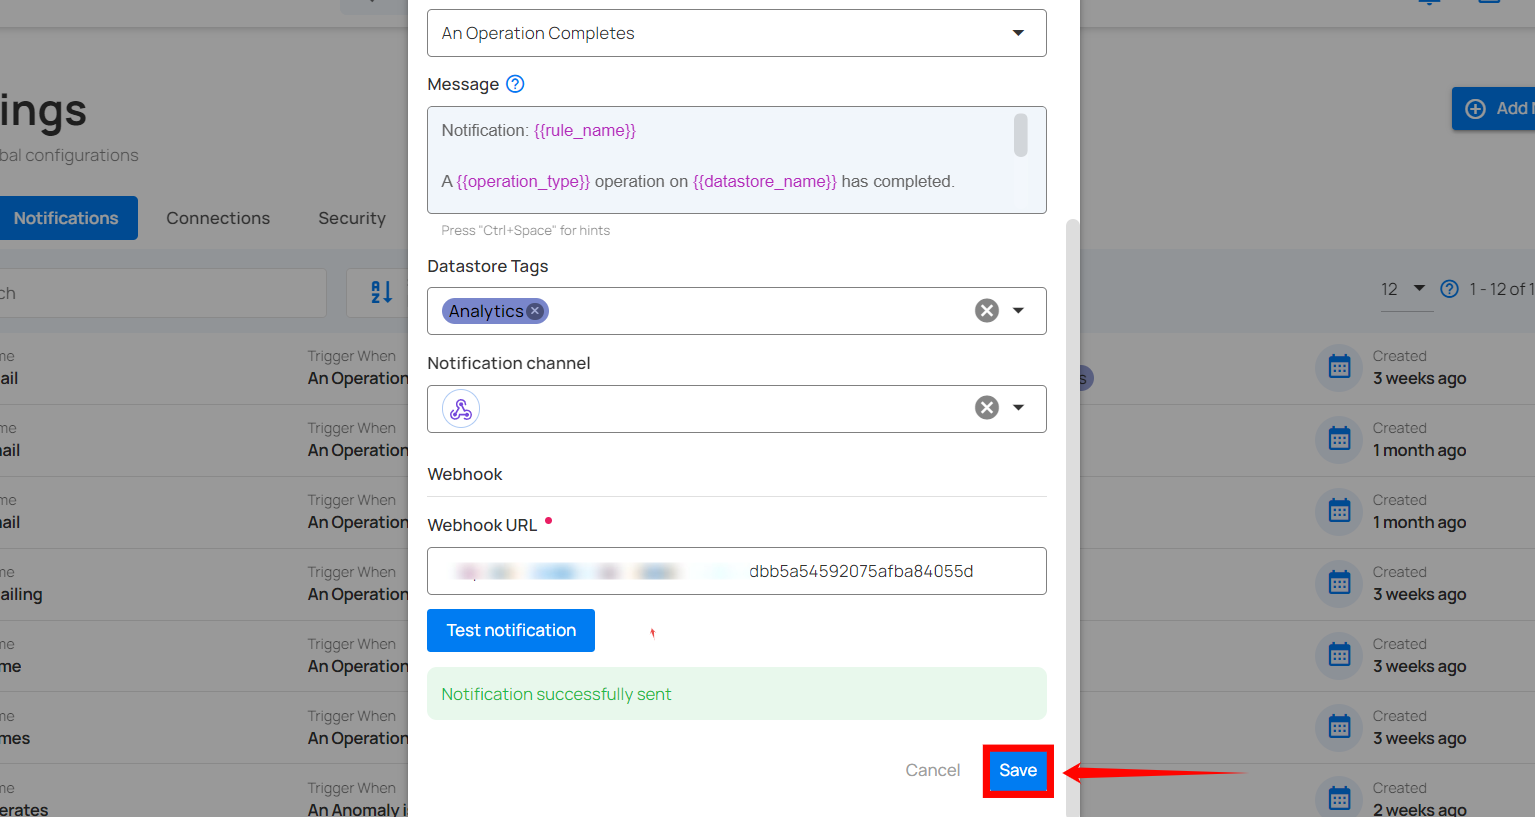 An Operation Completes
Message
Notification: {{rule_name}}
A {{operation_type}} operation on {{datastore_name}} has completed.
Press "Ctrl+Space" for hints
Datastore Tags
Analytics
Notification channel
Webhook
Webhook URL
dbb5a54592075afba84055d
Test notification
Notification successfully sent
Cancel
Save
ings
bal configurations
Add
Notifications
Connections
Security
ch
12
1 - 12 of 1
me
Trigger When
Created
ail
An Operation
s
3 weeks ago
me
Trigger When
Created
ail
An Operation
1 month ago
me
Trigger When
Created
ail
An Operation
1 month ago
me
Trigger When
Created
ailing
An Operation
3 weeks ago
me
Trigger When
Created
me
An Operation
3 weeks ago
me
Trigger When
Created
mes
An Operation
3 weeks ago
me
Trigger When
Created
erates
An Anomaly i
2 weeks ago